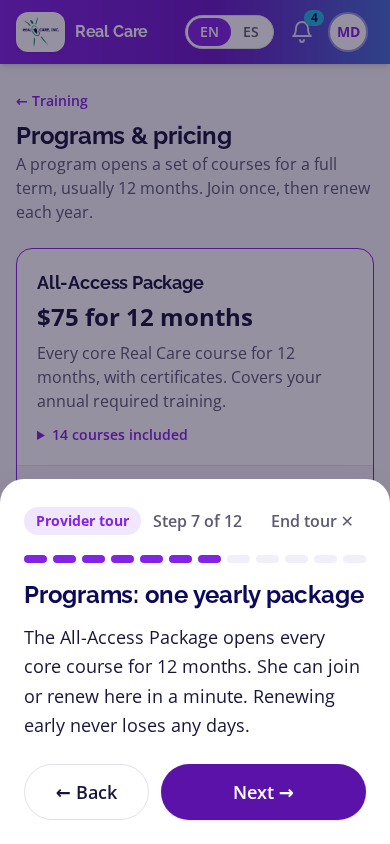 REAL CARE, INC.
Real Care
EN
ES
4
MD
← Training
Programs & pricing
A program opens a set of courses for a full
term, usually 12 months. Join once, then renew
each year.
All-Access Package
$75 for 12 months
Every core Real Care course for 12
months, with certificates. Covers your
annual required training.
▶ 14 courses included
Provider tour
Step 7 of 12
End tour ✕
Programs: one yearly package
The All-Access Package opens every
core course for 12 months. She can join
or renew here in a minute. Renewing
early never loses any days.
← Back
Next →